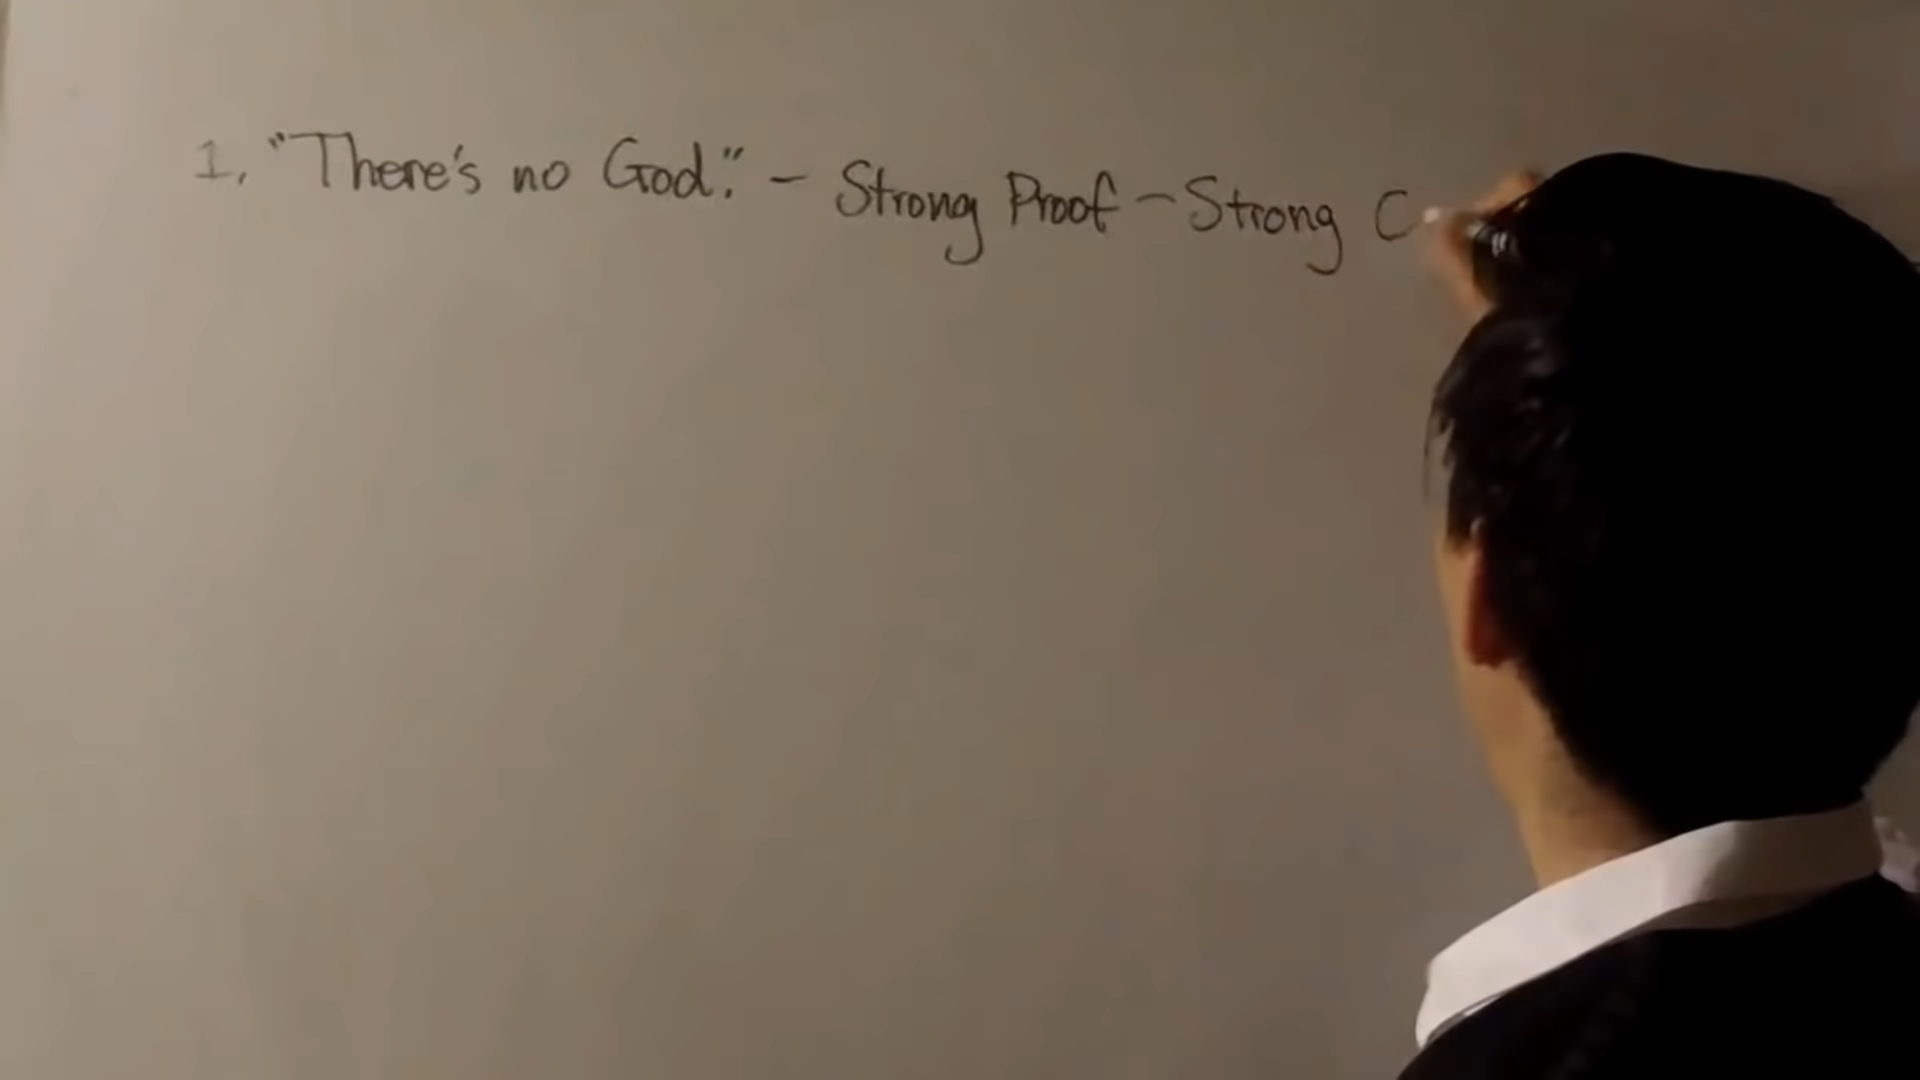 1. "There's no God." - Strong Proof - Strong C